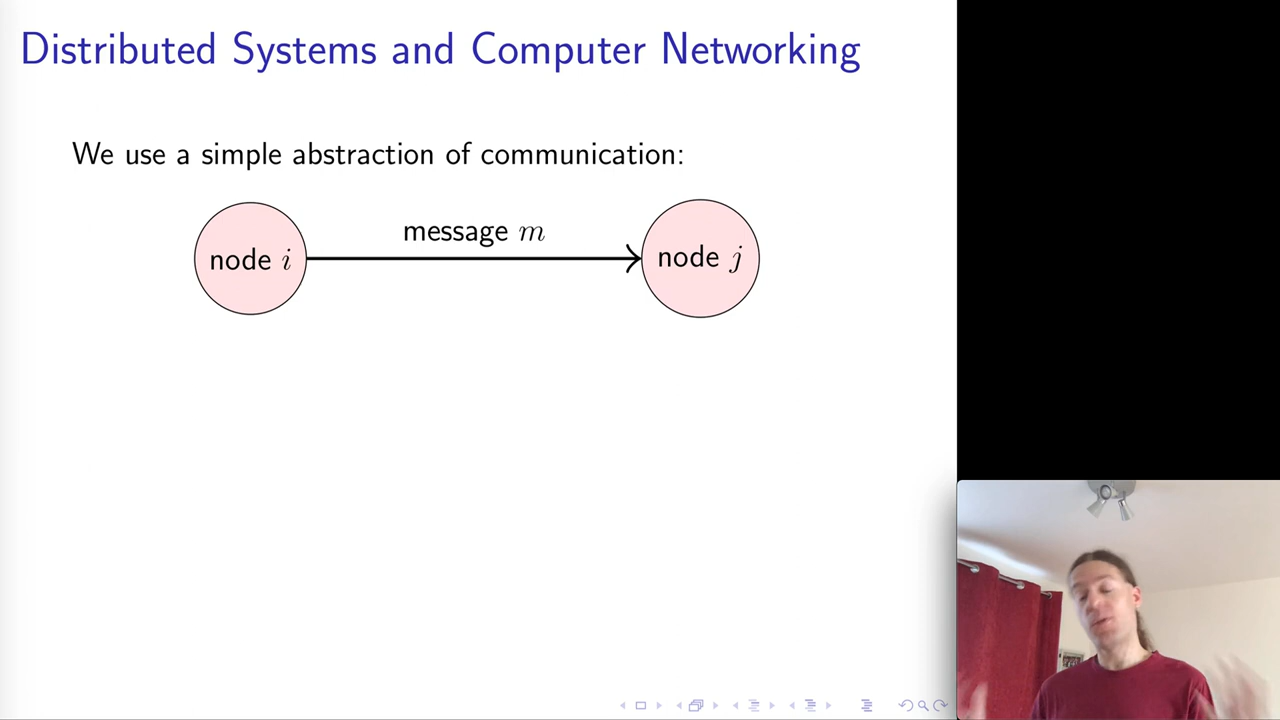 Distributed Systems and Computer Networking
We use a simple abstraction of communication:
message m
node i
node j